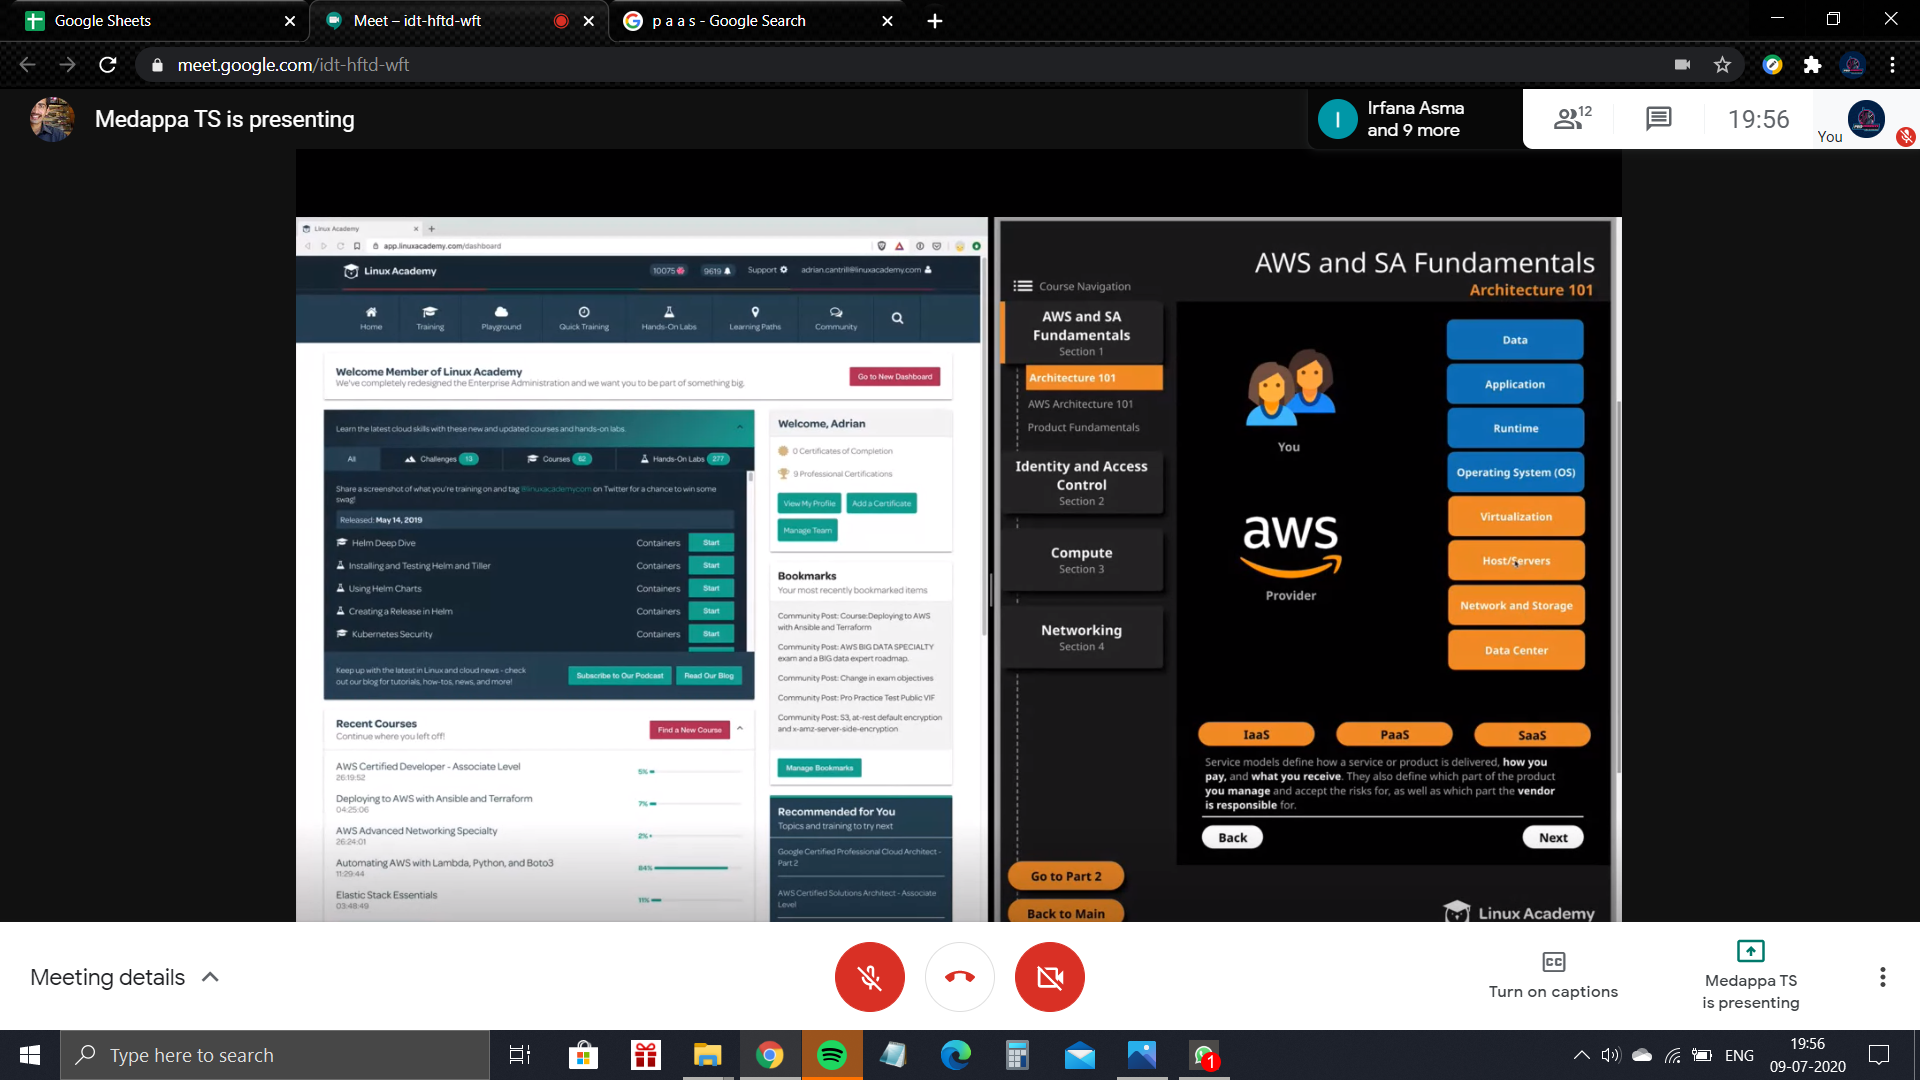 Google Sheets
Meet – idt-hftd-wft
p a a s - Google Search
meet.google.com/idt-hftd-wft
Medappa TS is presenting
I
Irfana Asma
and 9 more
12
19:56
You
Linux Academy
app.linuxacademy.com/dashboard
Linux Academy
10075
9619
Support
adrian.cantrill@linuxacademy.com
Home
Training
Playground
Quick Training
Hands-On Labs
Learning Paths
Community
Welcome Member of Linux Academy
We've completely redesigned the Enterprise Administration and we want you to be part of something big.
Go to New Dashboard
Learn the latest cloud skills with these new and updated courses and hands-on labs.
All
Challenges 13
Courses 62
Hands-On Labs 277
Share a screenshot of what you're training on and tag @linuxacademycom on Twitter for a chance to win some
swag!
Released: May 14, 2019
Helm Deep Dive Containers Start
Installing and Testing Helm and Tiller Containers Start
Using Helm Charts Containers Start
Creating a Release in Helm Containers Start
Kubernetes Security Containers Start
Keep up with the latest in Linux and cloud news - check
out our blog for tutorials, how-tos, news, and more!
Subscribe to Our Podcast
Read Our Blog
Recent Courses
Continue where you left off!
Find a New Course
AWS Certified Developer - Associate Level 5%
26:19:52
Deploying to AWS with Ansible and Terraform 7%
04:25:06
AWS Advanced Networking Specialty 2%
26:24:01
Automating AWS with Lambda, Python, and Boto3 84%
11:29:44
Elastic Stack Essentials 11%
03:48:49
Welcome, Adrian
0 Certificates of Completion
9 Professional Certifications
View My Profile
Add a Certificate
Manage Team
Bookmarks
Your most recently bookmarked items
Community Post: Course:Deploying to AWS
with Ansible and Terraform
Community Post: AWS BIG DATA SPECIALTY
exam and a BIG data expert roadmap.
Community Post: Change in exam objectives
Community Post: Pro Practice Test Public VIF
Community Post: S3, at-rest default encryption
and x-amz-server-side-encryption
Manage Bookmarks
Recommended for You
Topics and training to try next
Google Certified Professional Cloud Architect -
Part 2
AWS Certified Solutions Architect - Associate
Level
AWS and SA Fundamentals
Architecture 101
Course Navigation
AWS and SA
Fundamentals
Section 1
Architecture 101
AWS Architecture 101
Product Fundamentals
Identity and Access
Control
Section 2
Compute
Section 3
Networking
Section 4
Go to Part 2
Back to Main
You
aws
Provider
Data
Application
Runtime
Operating System (OS)
Virtualization
Host/Servers
Network and Storage
Data Center
IaaS
PaaS
SaaS
Service models define how a service or product is delivered, how you
pay, and what you receive. They also define which part of the product
you manage and accept the risks for, as well as which part the vendor
is responsible for.
Back
Next
Linux Academy
Meeting details
Turn on captions
Medappa TS
is presenting
Type here to search
1
ENG
19:56
09-07-2020